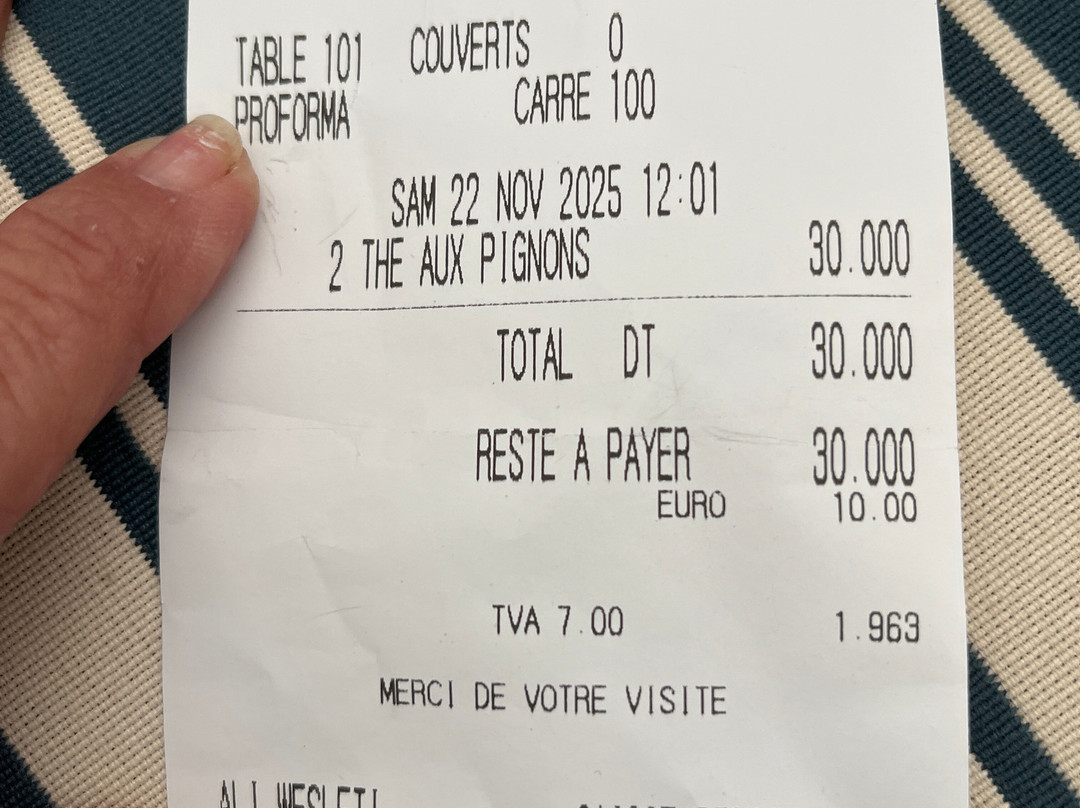 TABLE 101 COUVERTS 0
PROFORMA CARRE 100
SAM 22 NOV 2025 12:01
2 THE AUX PIGNONS 30.000
TOTAL DT 30.000
RESTE A PAYER 30.000
EURO 10.00
TVA 7.00 1.963
MERCI DE VOTRE VISITE